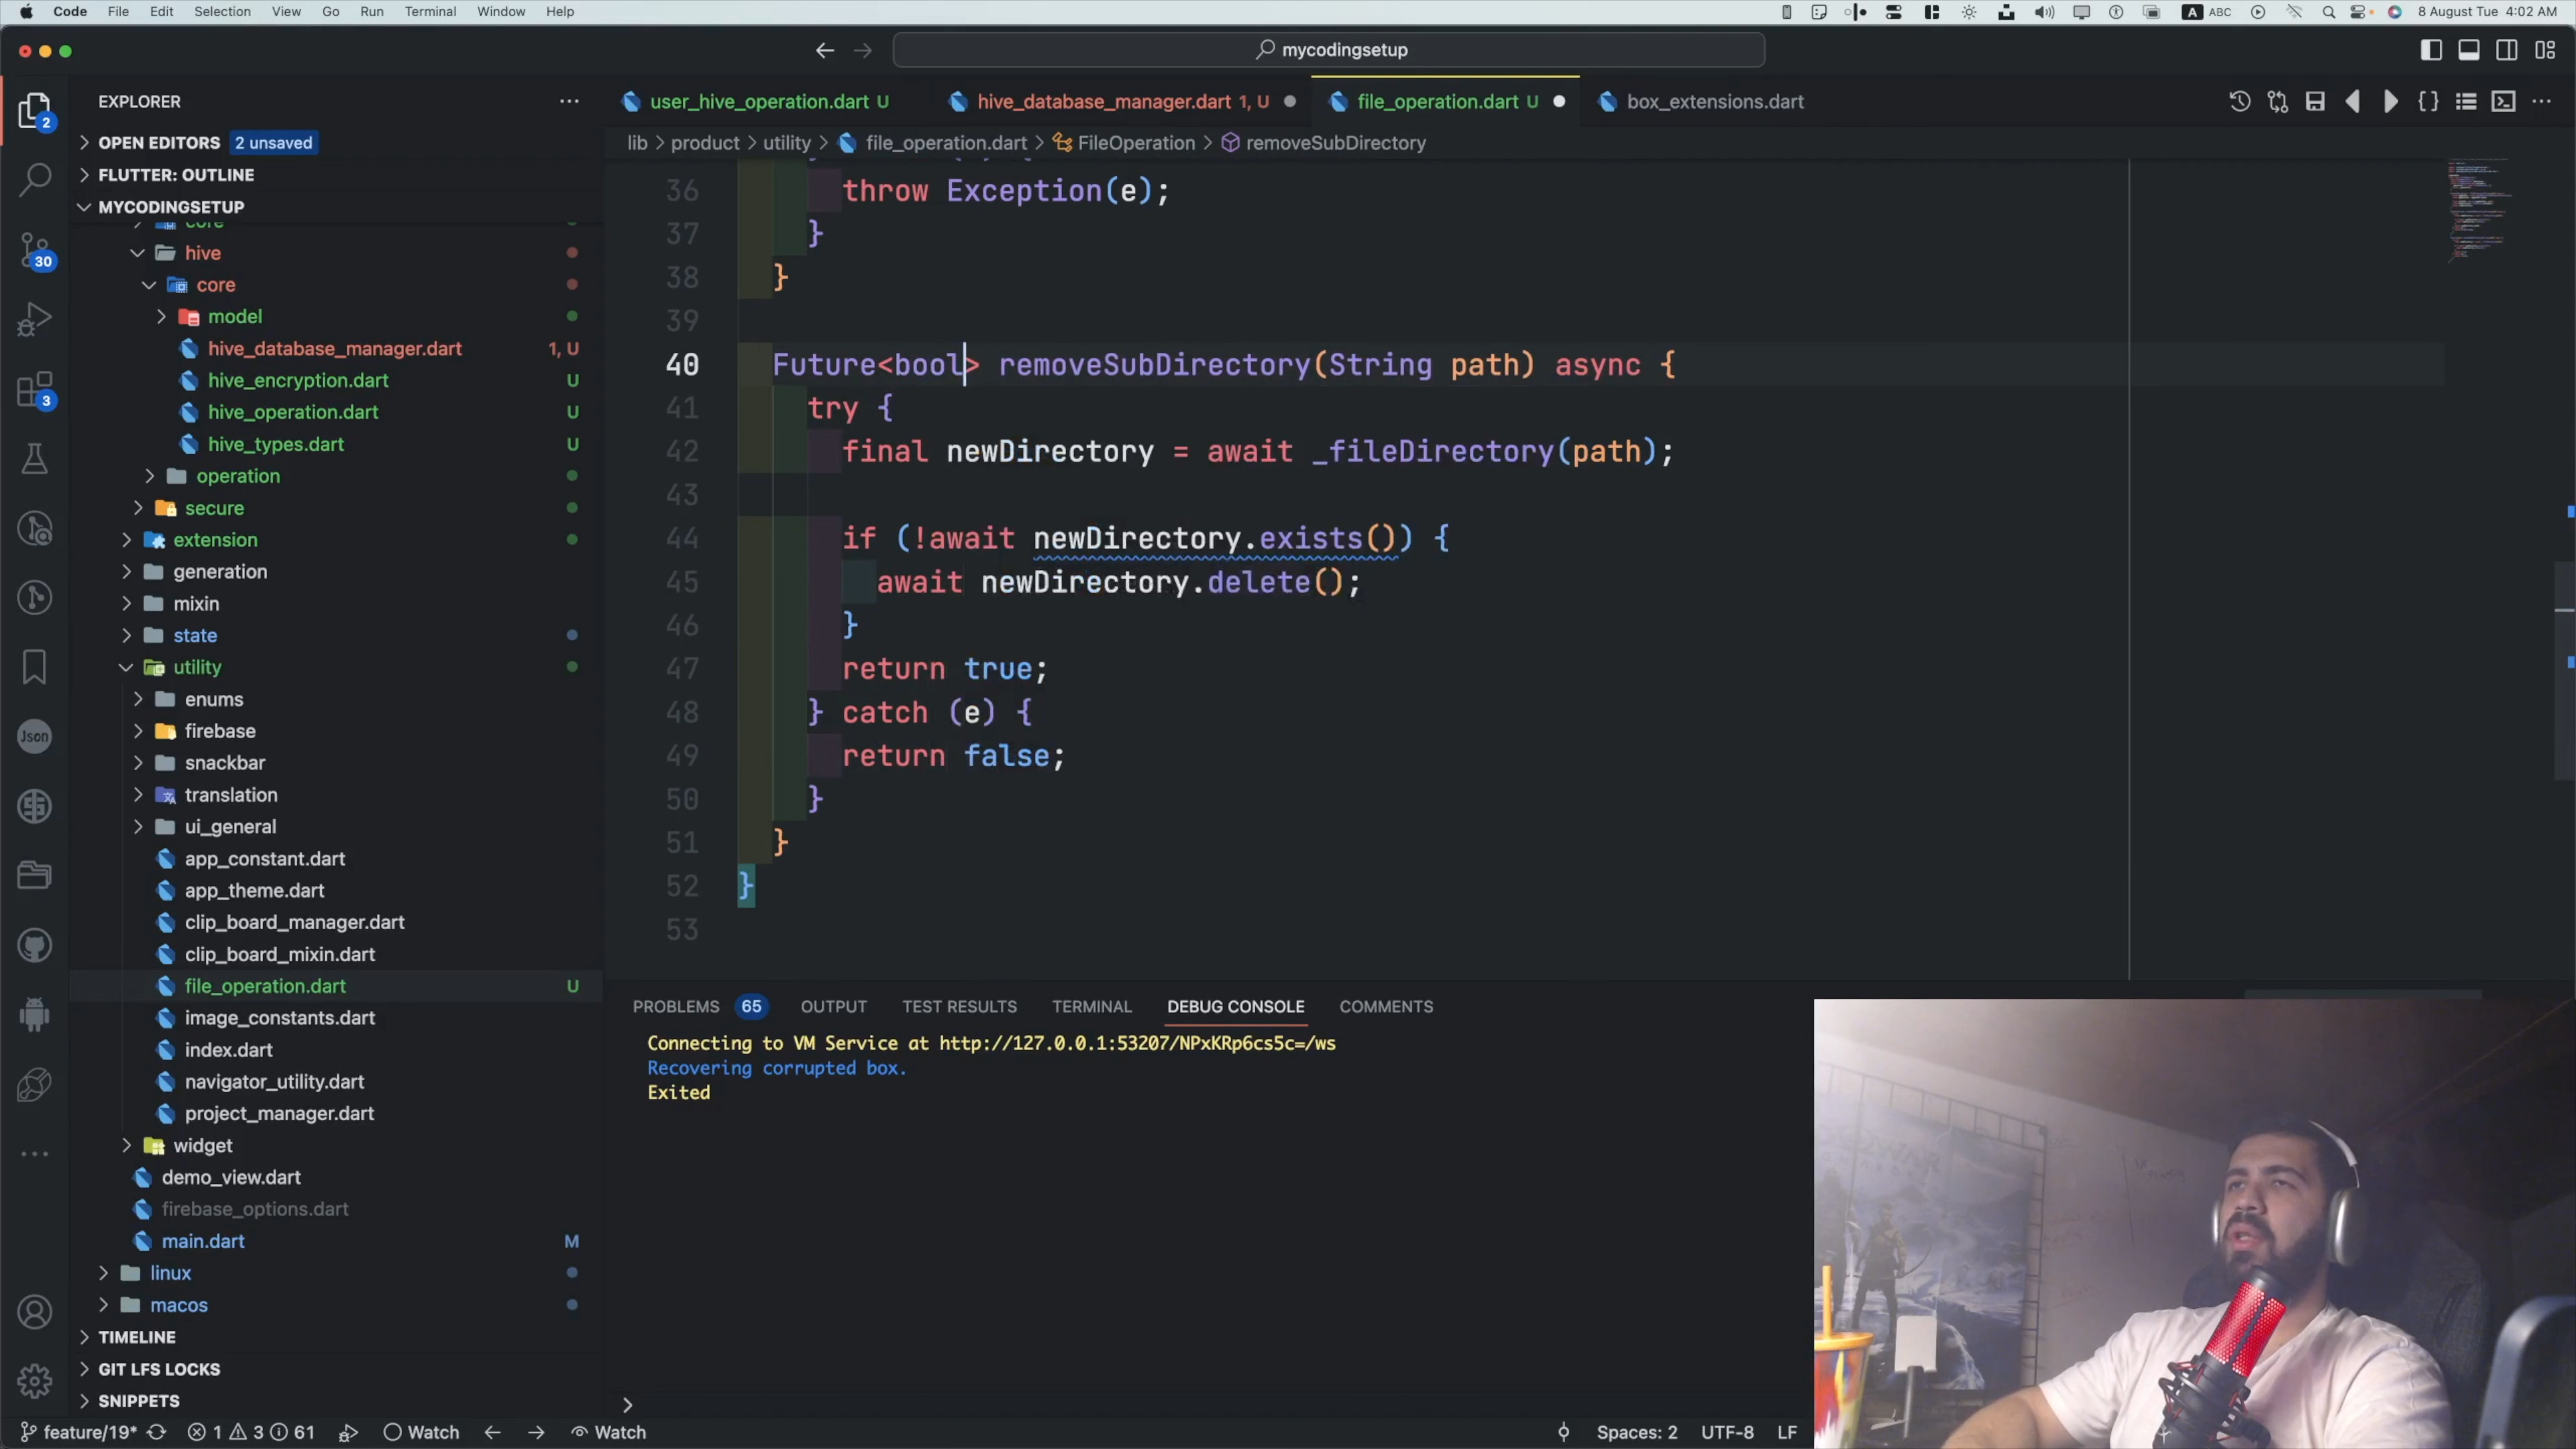 Code File Edit Selection View Go Run Terminal Window Help
A ABC 8 August Tue 4:02 AM
mycodingsetup
EXPLORER
user_hive_operation.dart U
hive_database_manager.dart 1, U
file_operation.dart U
box_extensions.dart
lib > product > utility > file_operation.dart > FileOperation > removeSubDirectory
2
30
3
Json
OPEN EDITORS 2 unsaved
FLUTTER: OUTLINE
MYCODINGSETUP
core
hive
core
model
hive_database_manager.dart 1, U
hive_encryption.dart U
hive_operation.dart U
hive_types.dart U
operation
secure
extension
generation
mixin
state
utility
enums
firebase
snackbar
translation
ui_general
app_constant.dart
app_theme.dart
clip_board_manager.dart
clip_board_mixin.dart
file_operation.dart U
image_constants.dart
index.dart
navigator_utility.dart
project_manager.dart
widget
demo_view.dart
firebase_options.dart
main.dart M
linux
macos
TIMELINE
GIT LFS LOCKS
SNIPPETS
36 throw Exception(e);
37 }
38 }
39
40 Future<bool> removeSubDirectory(String path) async {
41 try {
42 final newDirectory = await _fileDirectory(path);
43
44 if (!await newDirectory.exists()) {
45 await newDirectory.delete();
46 }
47 return true;
48 } catch (e) {
49 return false;
50 }
51 }
52 }
53
PROBLEMS 65 OUTPUT TEST RESULTS TERMINAL DEBUG CONSOLE COMMENTS
Connecting to VM Service at http://127.0.0.1:53207/NPxKRp6cs5c=/ws
Recovering corrupted box.
Exited
feature/19* 1 3 61 Watch Watch Spaces: 2 UTF-8 LF